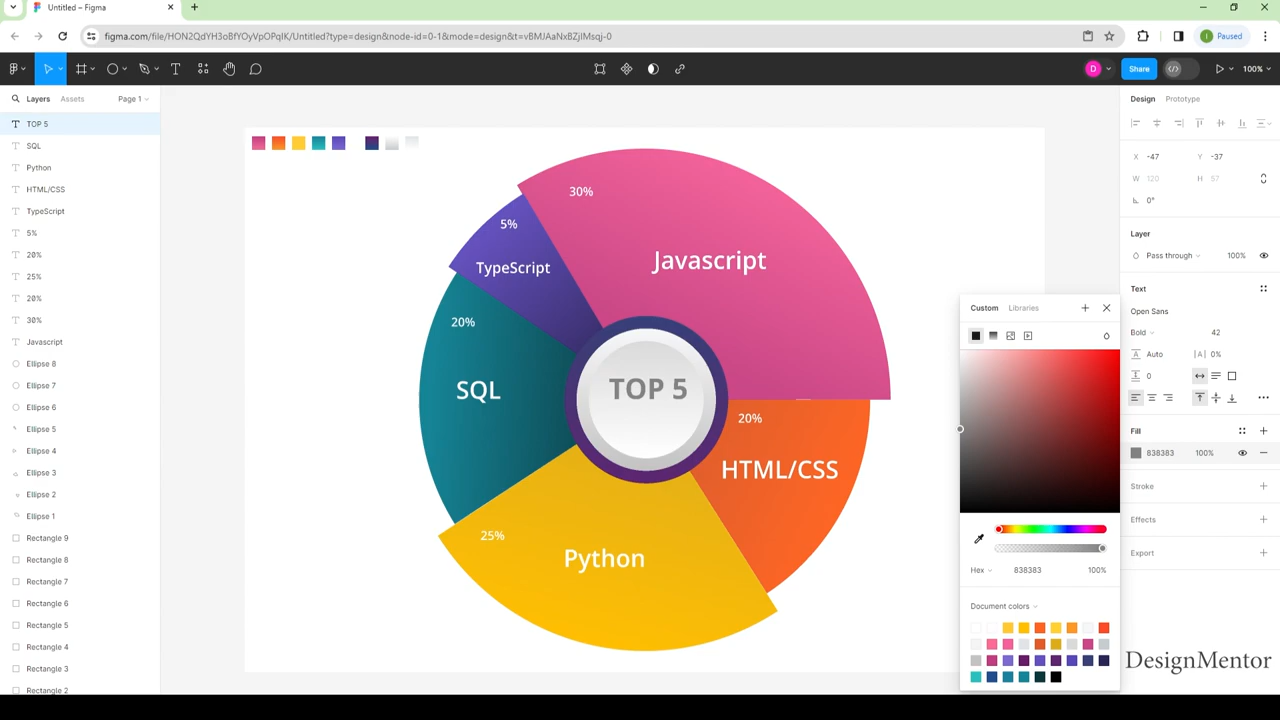 Untitled – Figma
figma.com/file/HON2QdYH3oBfYOyVpOPqIK/Untitled?type=design&node-id=0-1&mode=design&t=vBMJAaNxBZjIMsqj-0
I
Paused
D
Share
100%
Layers
Assets
Page 1
TOP 5
SQL
Python
HTML/CSS
TypeScript
5%
20%
25%
20%
30%
Javascript
Ellipse 8
Ellipse 7
Ellipse 6
Ellipse 5
Ellipse 4
Ellipse 3
Ellipse 2
Ellipse 1
Rectangle 9
Rectangle 8
Rectangle 7
Rectangle 6
Rectangle 5
Rectangle 4
Rectangle 3
Rectangle 2
30%
Javascript
5%
TypeScript
20%
SQL
TOP 5
20%
HTML/CSS
25%
Python
Custom
Libraries
Hex
838383
100%
Document colors
Design
Prototype
X -47 Y -37
W 120 H 57
0°
Layer
Pass through 100%
Text
Open Sans
Bold 42
Auto 0%
0
Fill
838383 100%
Stroke
Effects
Export
DesignMentor